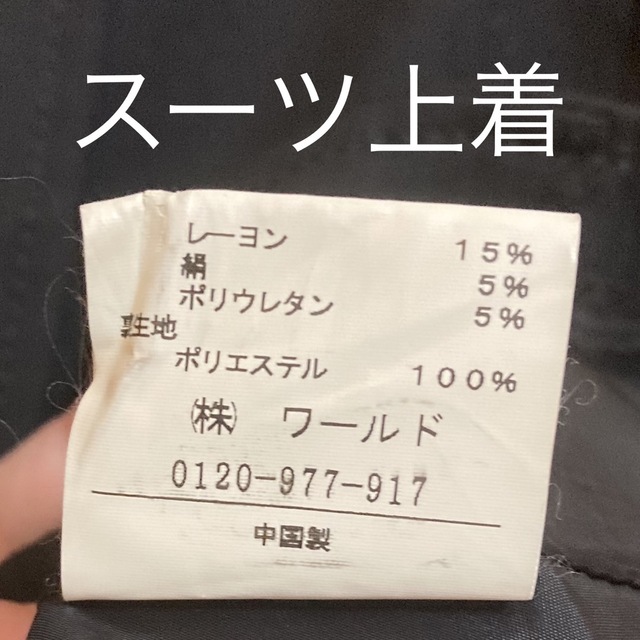 スーツ上着
レーヨン 15%
絹 5%
ポリウレタン 5%
裏生地
ポリエステル 100%
㈱ ワールド
0120-977-917
中国製